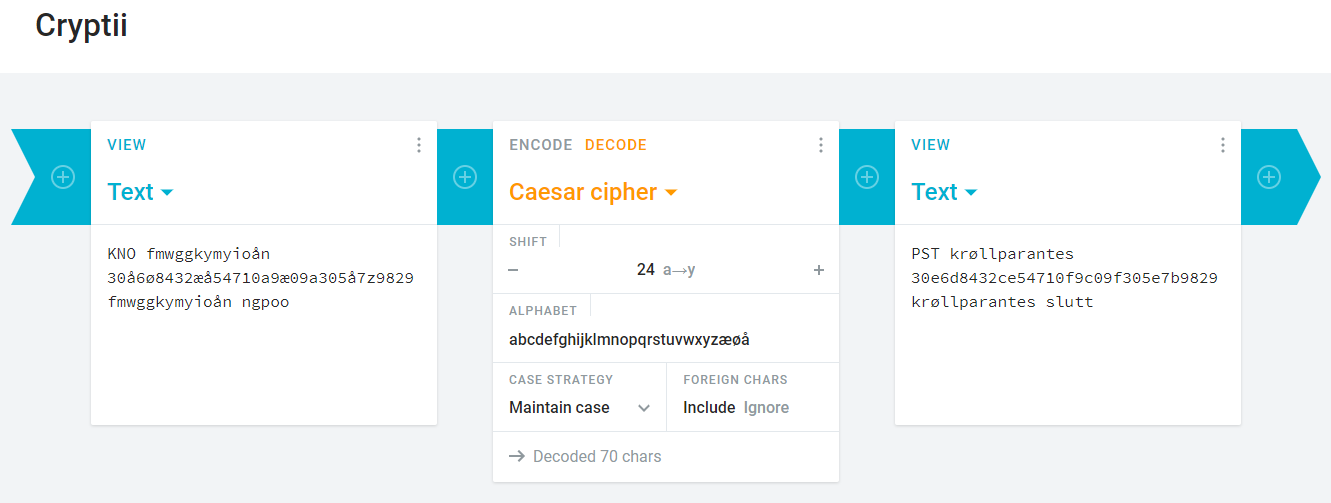 Cryptii
VIEW
Text
KNO fmwggkymyioån
30å6ø8432æå54710a9æ09a305å7z9829
fmwggkymyioån ngpoo
ENCODE DECODE
Caesar cipher
SHIFT
− 24 a→y +
ALPHABET
abcdefghijklmnopqrstuvwxyzæøå
CASE STRATEGY
Maintain case
FOREIGN CHARS
Include Ignore
→ Decoded 70 chars
VIEW
Text
PST krøllparantes
30e6d8432ce54710f9c09f305e7b9829
krøllparantes slutt